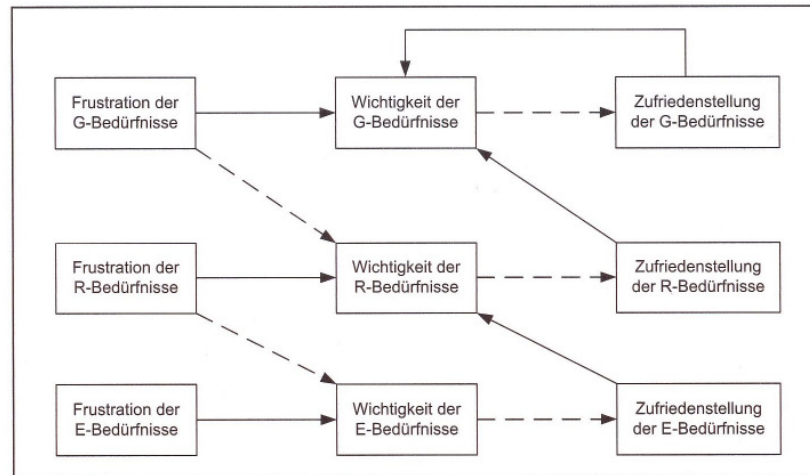 Frustration der
G-Bedürfnisse
Wichtigkeit der
G-Bedürfnisse
Zufriedenstellung
der G-Bedürfnisse
Frustration der
R-Bedürfnisse
Wichtigkeit der
R-Bedürfnisse
Zufriedenstellung
der R-Bedürfnisse
Frustration der
E-Bedürfnisse
Wichtigkeit der
E-Bedürfnisse
Zufriedenstellung
der E-Bedürfnisse